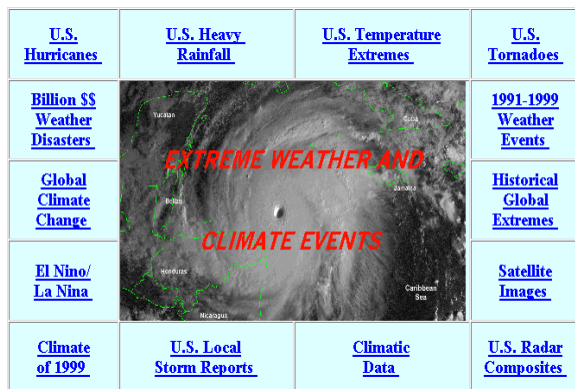 U.S.
Hurricanes
U.S. Heavy
Rainfall
U.S. Temperature
Extremes
U.S.
Tornadoes
Billion $$
Weather
Disasters
Yucatan
Cuba
1991-1999
Weather
Events
EXTREME WEATHER AND
Global
Climate
Change
Jamaica
Belize
Historical
Global
Extremes
CLIMATE EVENTS
El Nino/
La Nina
Honduras
Caribbean
Sea
Nicaragua
Satellite
Images
Climate
of 1999
U.S. Local
Storm Reports
Climatic
Data
U.S. Radar
Composites